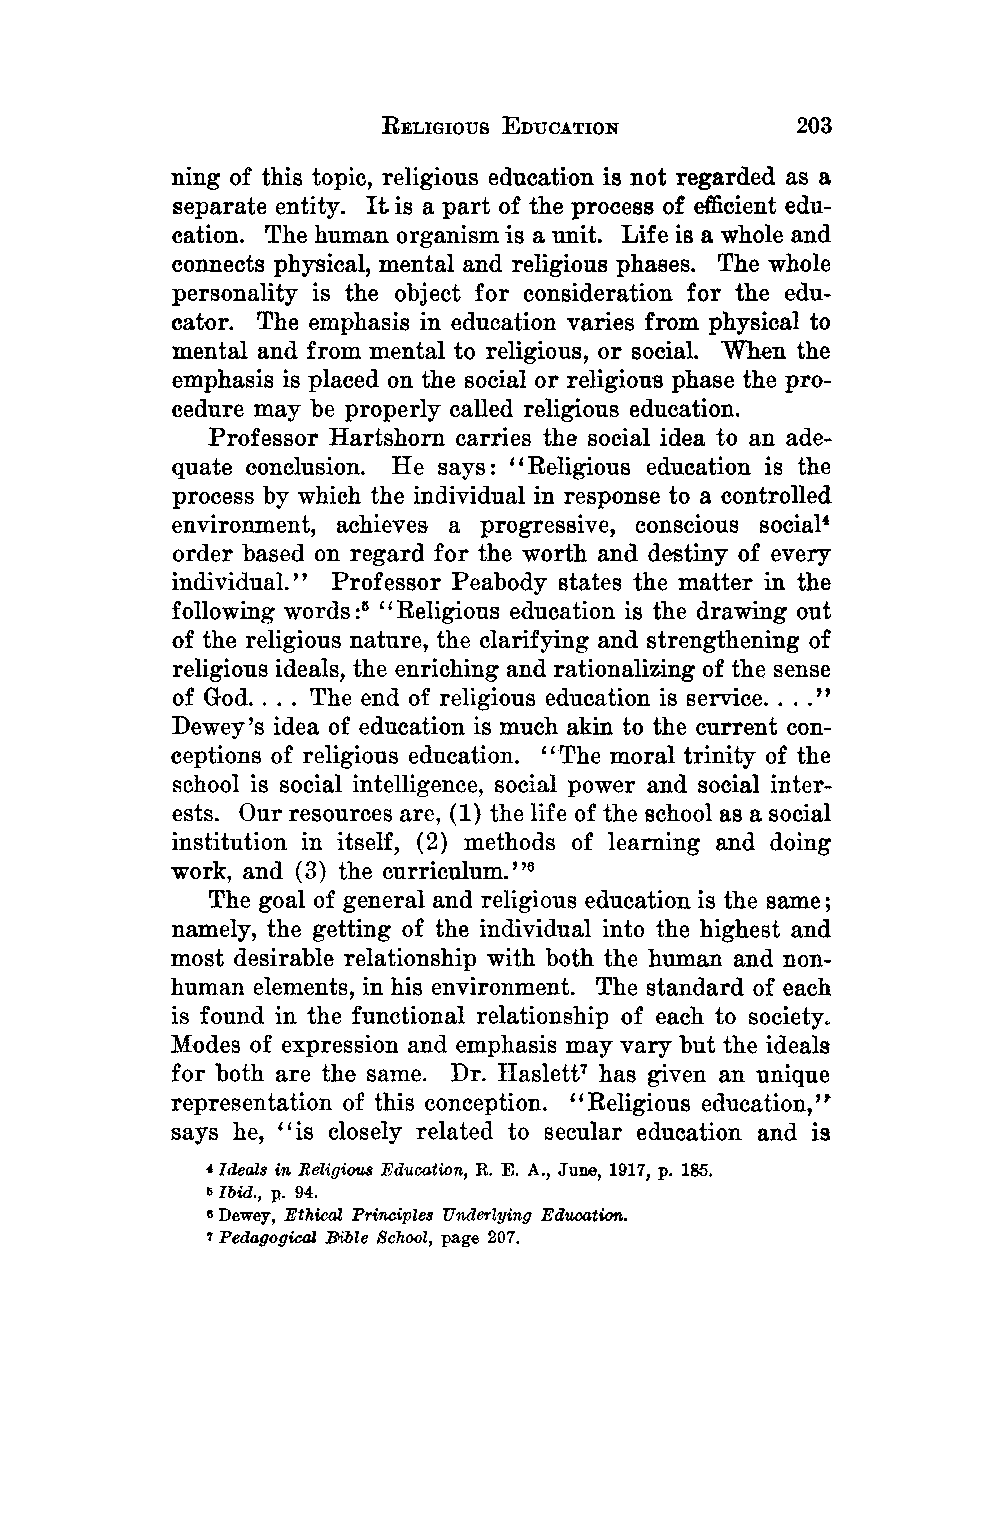 RELIGIOUS EDUCATION 203
ning of this topic, religious education is not regarded as a
separate entity. It is a part of the process of efficient edu-
cation. The human organism is a unit. Life is a whole and
connects physical, mental and religious phases. The whole
personality is the object for consideration for the edu-
cator. The emphasis in education varies from physical to
mental and from mental to religious, or social. When the
emphasis is placed on the social or religious phase the pro-
cedure may be properly called religious education.
Professor Hartshorn carries the social idea to an ade-
quate conclusion. He says: “Religious education is the
process by which the individual in response to a controlled
environment, achieves a progressive, conscious social⁴
order based on regard for the worth and destiny of every
individual.” Professor Peabody states the matter in the
following words:⁵ “Religious education is the drawing out
of the religious nature, the clarifying and strengthening of
religious ideals, the enriching and rationalizing of the sense
of God. . . . The end of religious education is service. . . .”
Dewey’s idea of education is much akin to the current con-
ceptions of religious education. “The moral trinity of the
school is social intelligence, social power and social inter-
ests. Our resources are, (1) the life of the school as a social
institution in itself, (2) methods of learning and doing
work, and (3) the curriculum.”⁶
The goal of general and religious education is the same;
namely, the getting of the individual into the highest and
most desirable relationship with both the human and non-
human elements, in his environment. The standard of each
is found in the functional relationship of each to society.
Modes of expression and emphasis may vary but the ideals
for both are the same. Dr. Haslett⁷ has given an unique
representation of this conception. “Religious education,”
says he, “is closely related to secular education and is
⁴ Ideals in Religious Education, R. E. A., June, 1917, p. 185.
⁵ Ibid., p. 94.
⁶ Dewey, Ethical Principles Underlying Education.
⁷ Pedagogical Bible School, page 207.